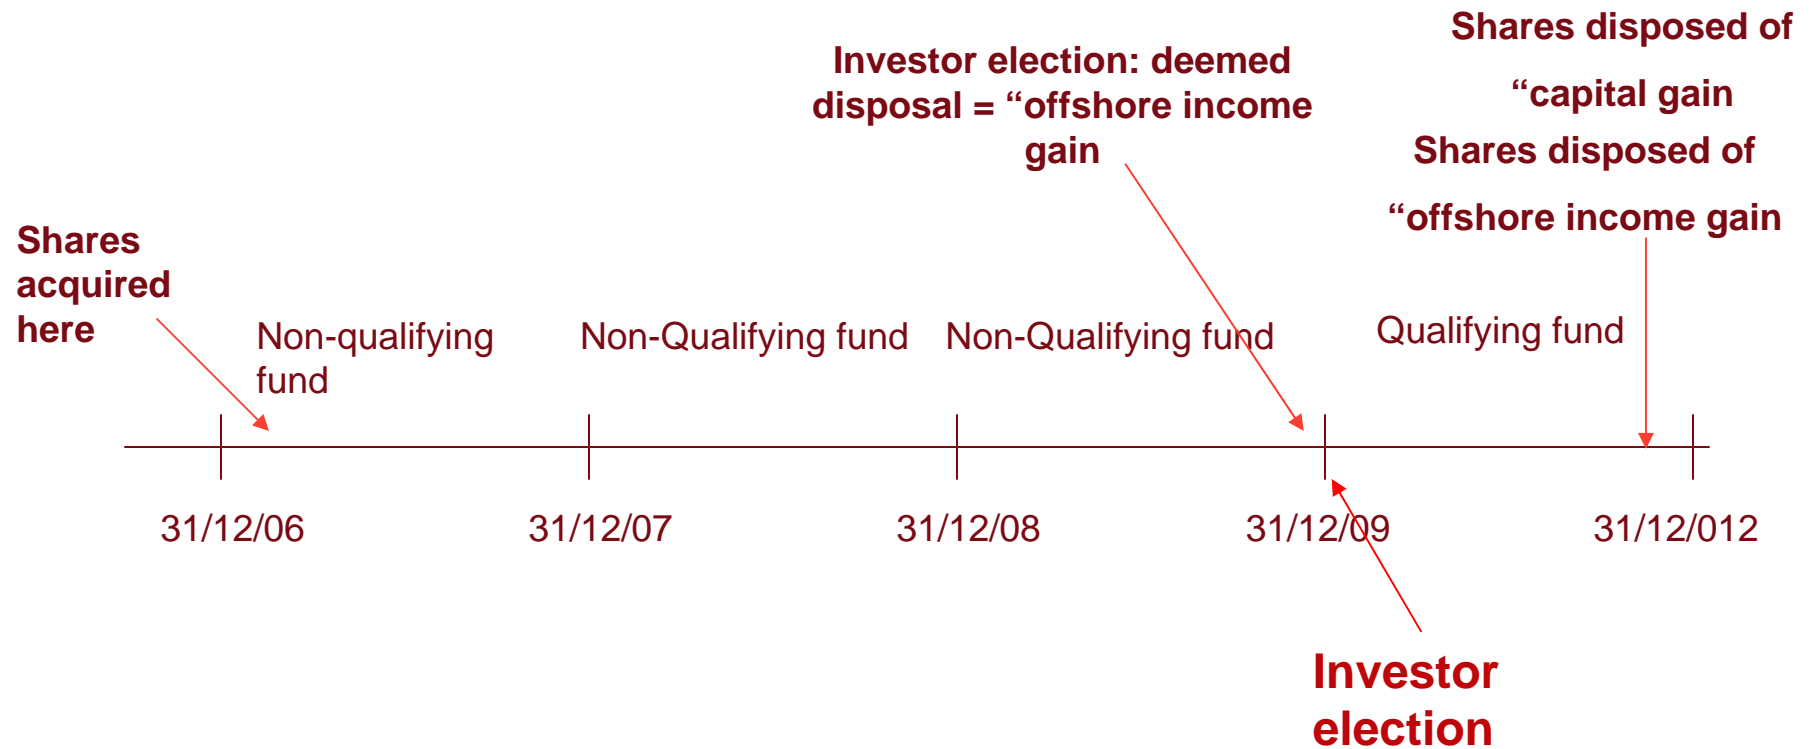 Shares disposed of
“capital gain
Investor election: deemed
disposal = “offshore income
gain
Shares disposed of
“offshore income gain
Shares
acquired
here
Non-qualifying
fund
Non-Qualifying fund
Non-Qualifying fund
Qualifying fund
31/12/06
31/12/07
31/12/08
31/12/09
31/12/012
Investor
election